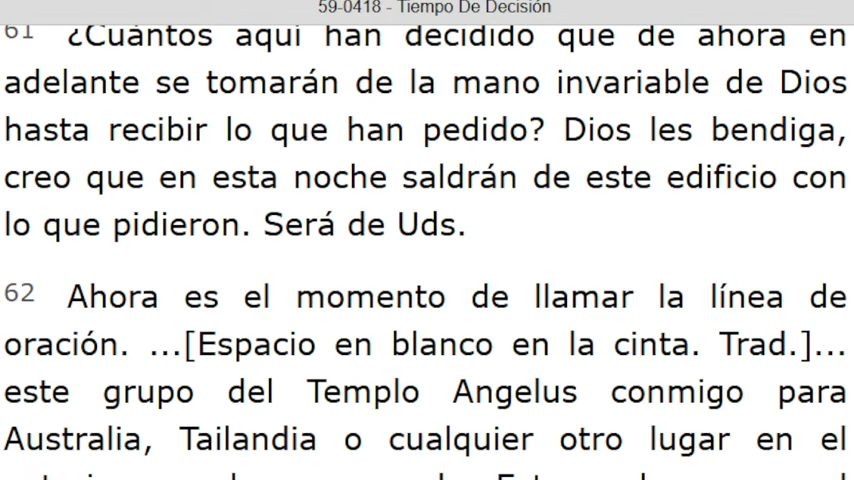 59-0418 - Tiempo De Decisión
61 ¿Cuántos aquí han decidido que de ahora en
adelante se tomarán de la mano invariable de Dios
hasta recibir lo que han pedido? Dios les bendiga,
creo que en esta noche saldrán de este edificio con
lo que pidieron. Será de Uds.
62 Ahora es el momento de llamar la línea de
oración. ...[Espacio en blanco en la cinta. Trad.]...
este grupo del Templo Angelus conmigo para
Australia, Tailandia o cualquier otro lugar en el